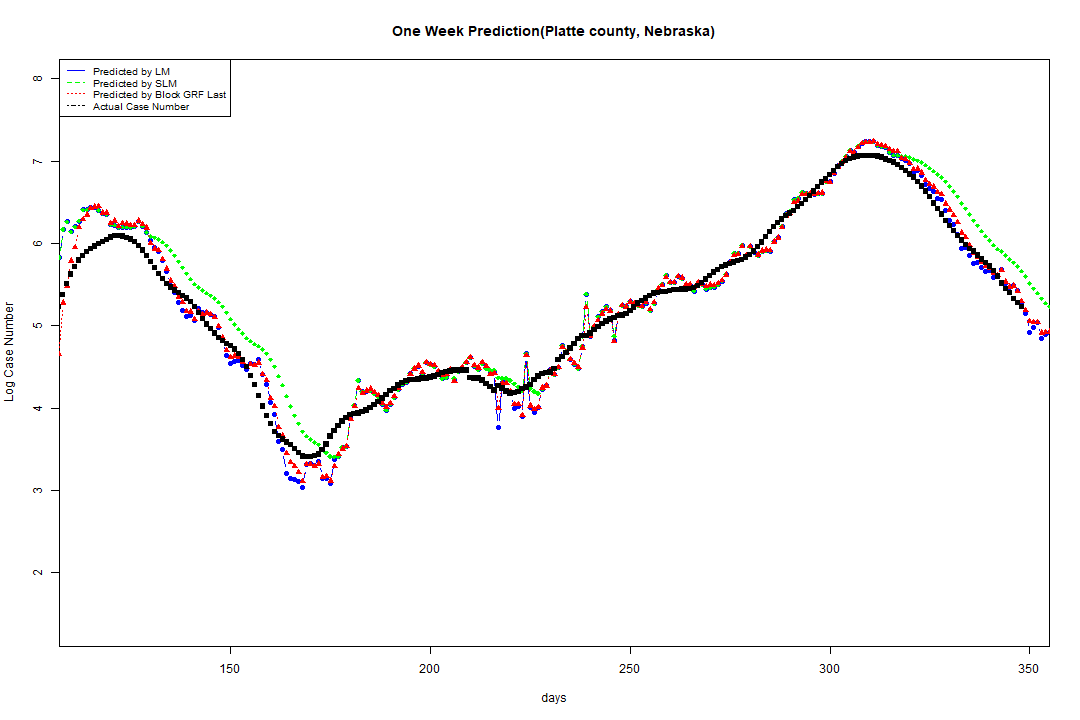 One Week Prediction(Platte county, Nebraska)
Predicted by LM
Predicted by SLM
Predicted by Block GRF Last
Actual Case Number
8
7
6
5
4
3
2
Log Case Number
150 200 250 300 350
days